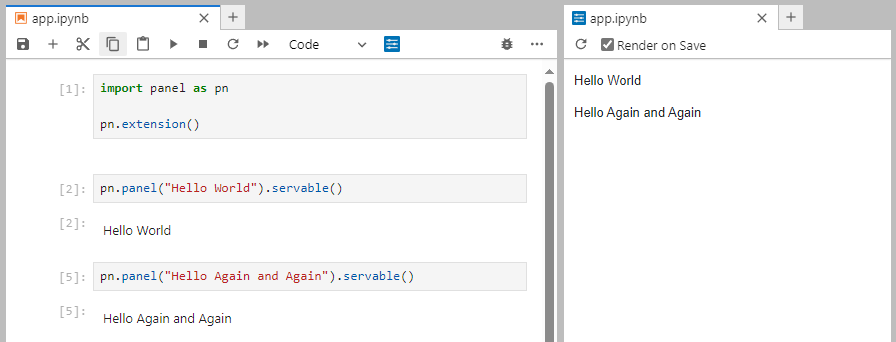 app.ipynb
Code
[1]:
import panel as pn
pn.extension()
[2]:
pn.panel("Hello World").servable()
[2]:
Hello World
[5]:
pn.panel("Hello Again and Again").servable()
[5]:
Hello Again and Again
app.ipynb
Render on Save
Hello World
Hello Again and Again